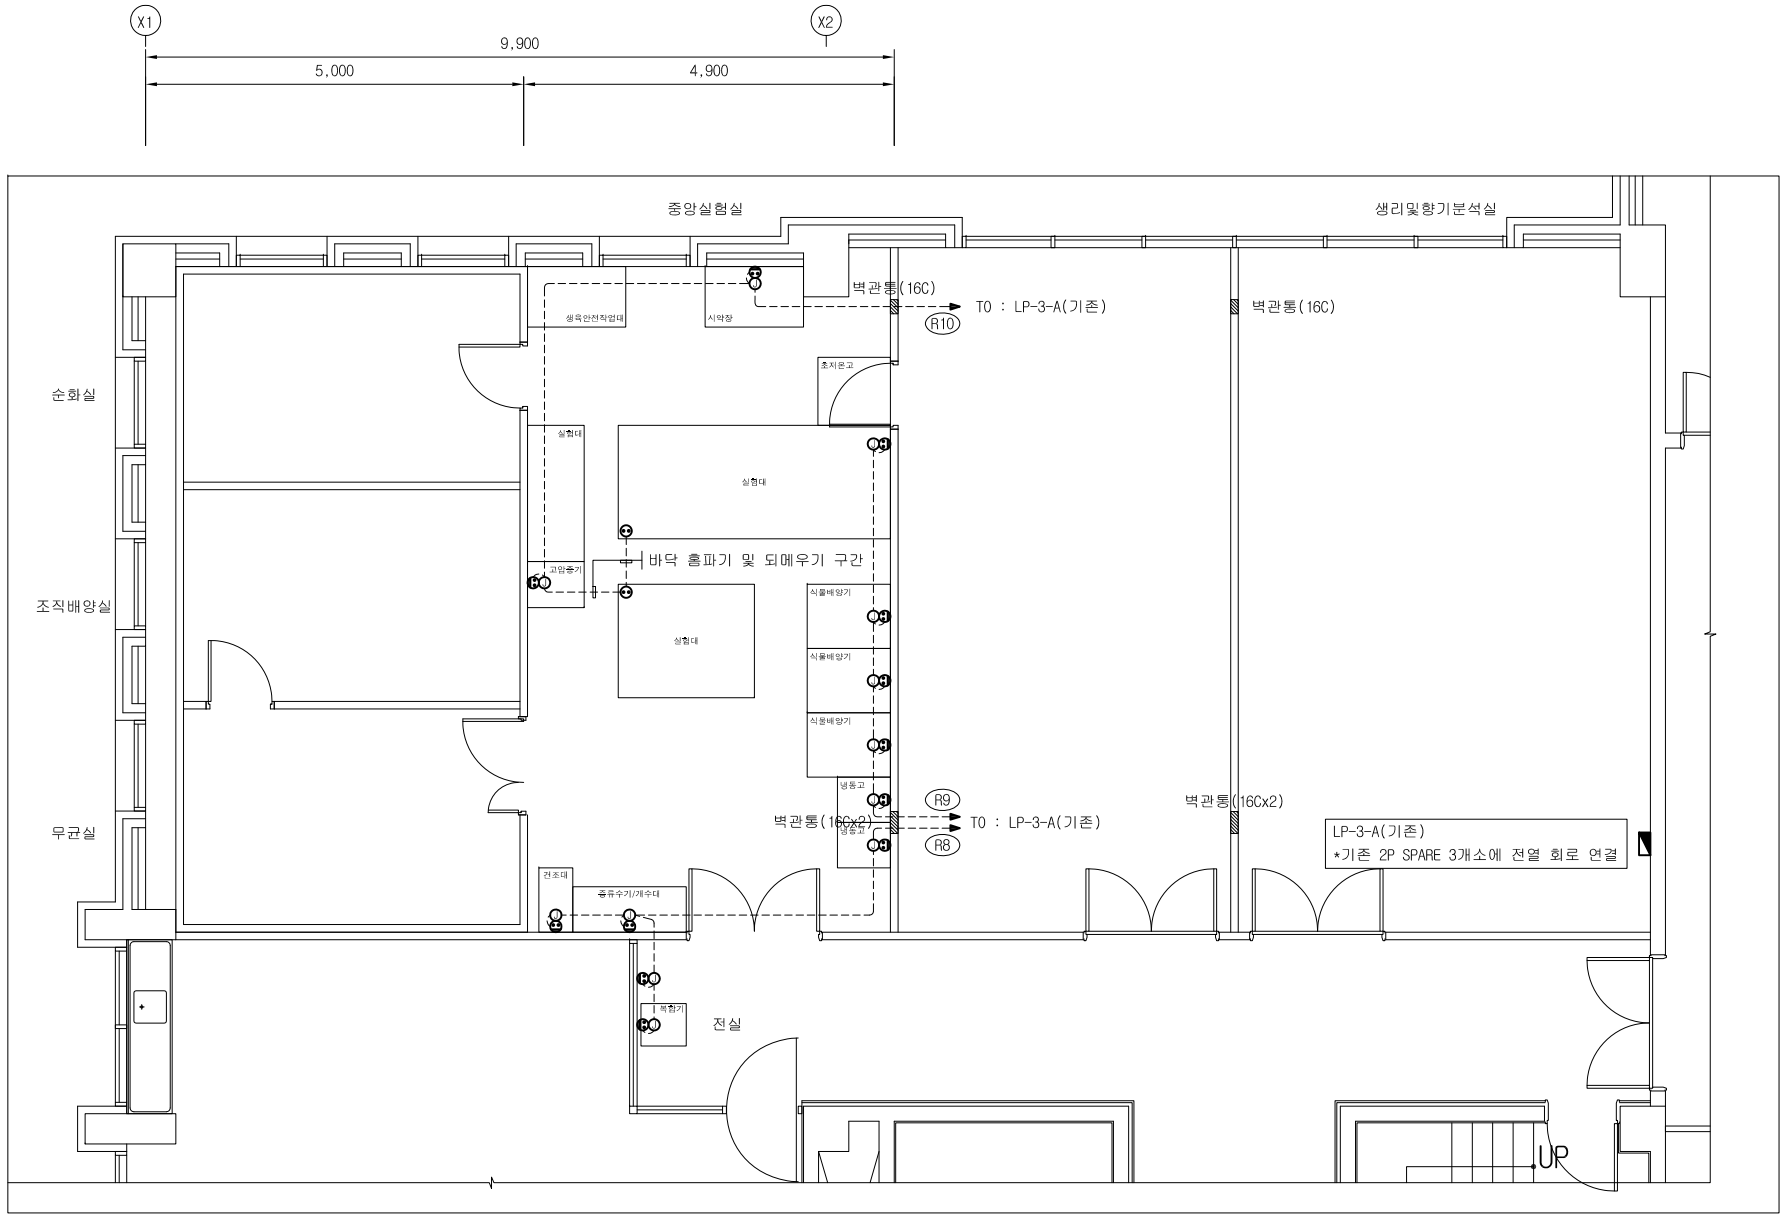 X1
X2
9,900
5,000
4,900
중앙실험실
생리및향기분석실
벽관통(16C)
TO : LP-3-A(기존)
R10
벽관통(16C)
생육안전작업대
시약장
초저온고
순화실
실험대
실험대
바닥 홈파기 및 되메우기 구간
고압증기
식물배양기
조직배양실
실험대
식물배양기
식물배양기
냉동고
R9
벽관통(16Cx2)
벽관통(16Cx2)
TO : LP-3-A(기존)
냉동고
R8
무균실
LP-3-A(기존)
*기존 2P SPARE 3개소에 전열 회로 연결
건조대
증류수기/개수대
복합기
전실
UP